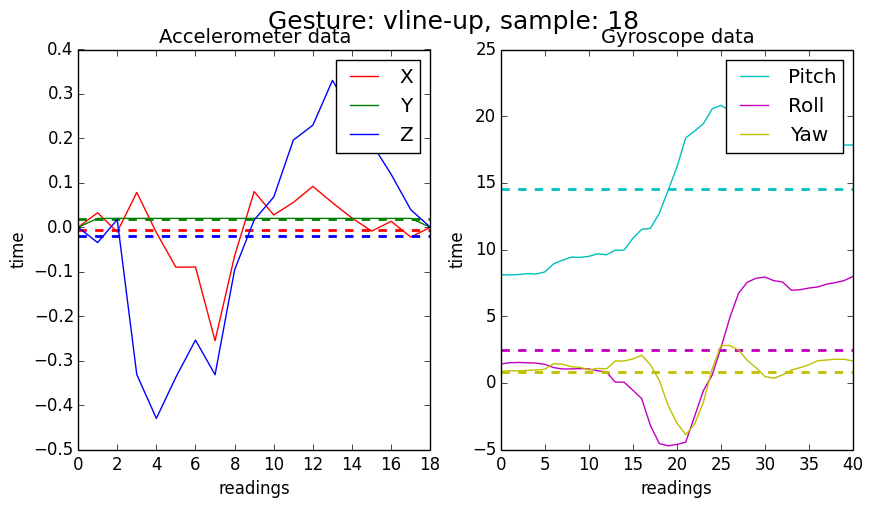 Gesture: vline-up, sample: 18
Accelerometer data
0.4
0.3
0.2
0.1
0.0
−0.1
−0.2
−0.3
−0.4
−0.5
time
X
Y
Z
0 2 4 6 8 10 12 14 16 18
readings
Gyroscope data
25
20
15
10
5
0
−5
time
Pitch
Roll
Yaw
0 5 10 15 20 25 30 35 40
readings